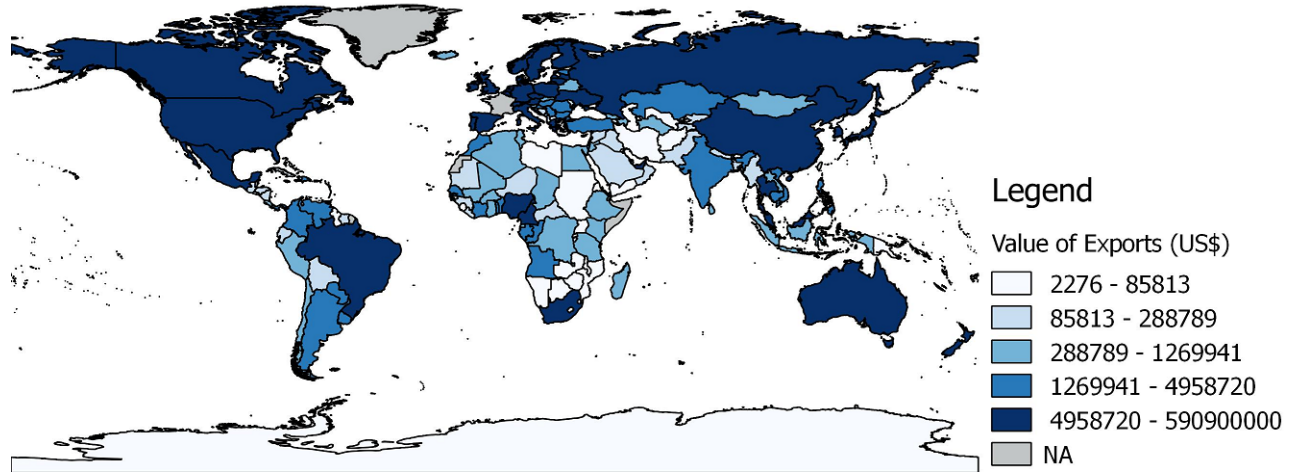 Legend
Value of Exports (US$)
2276 - 85813
85813 - 288789
288789 - 1269941
1269941 - 4958720
4958720 - 590900000
NA